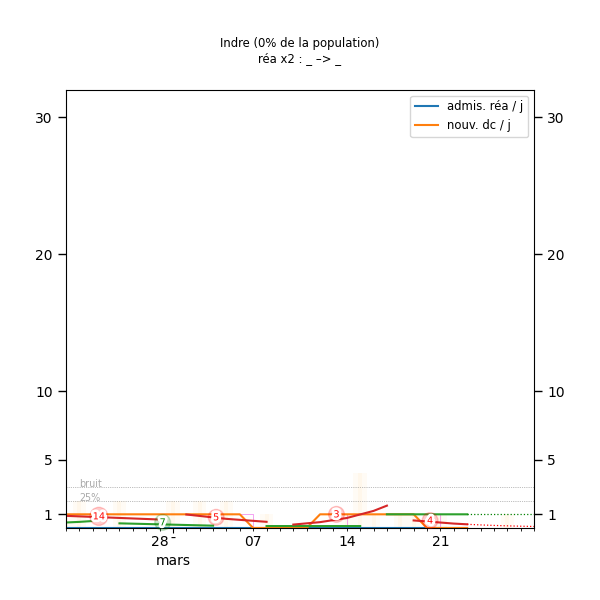 Indre (0% de la population)
réa x2 : _ –> _
admis. réa / j
nouv. dc / j
30 30
20 20
10 10
5 5
bruit
25%
1 1
14 7 5 3 4
28 07 14 21
mars